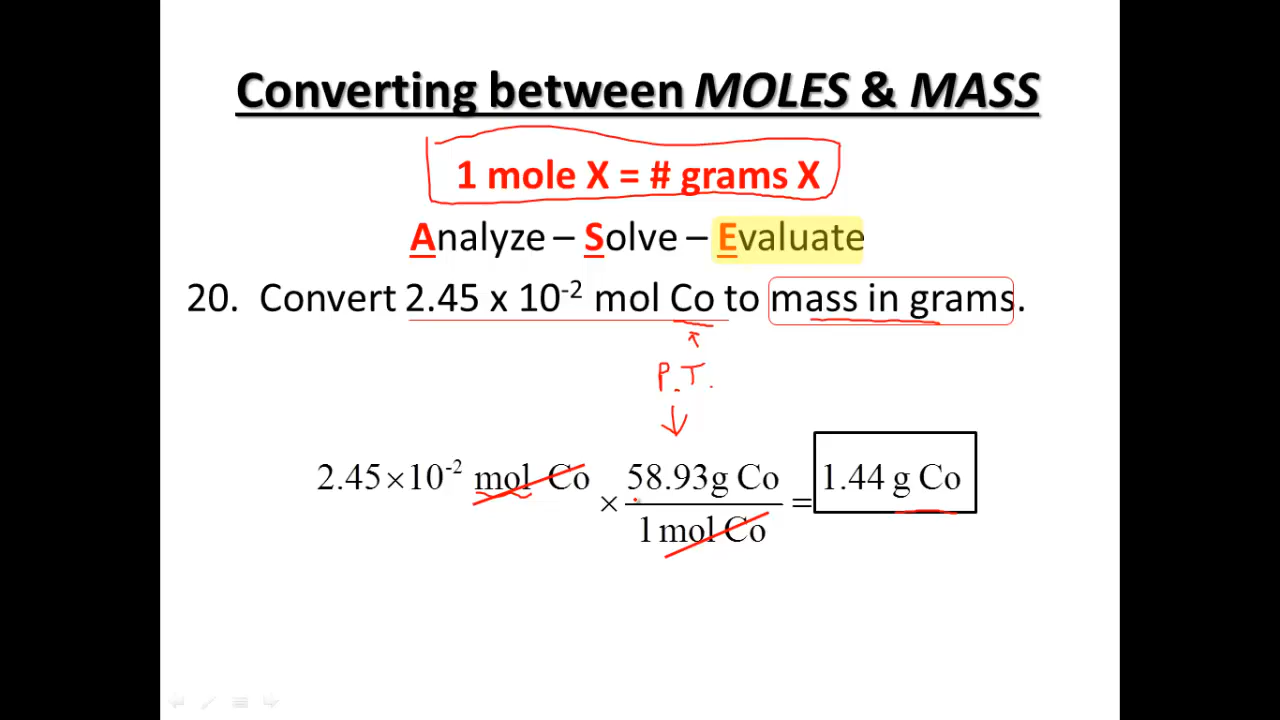 Converting between MOLES & MASS
1 mole X = # grams X
Analyze – Solve – Evaluate
20. Convert 2.45 x 10⁻² mol Co to mass in grams.
P.T.
2.45×10⁻² mol Co × 58.93g Co = 1.44 g Co
1 mol Co